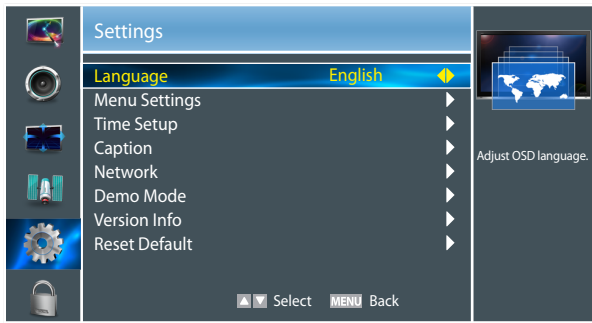 Settings
Language English
Menu Settings
Time Setup
Caption
Network
Demo Mode
Version Info
Reset Default
Select MENU Back
Adjust OSD language.